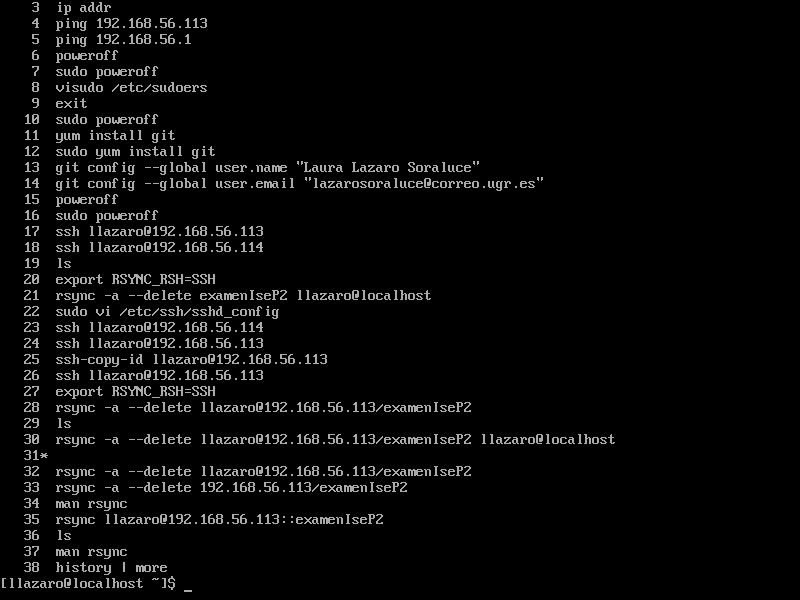 3 ip addr
4 ping 192.168.56.113
5 ping 192.168.56.1
6 poweroff
7 sudo poweroff
8 visudo /etc/sudoers
9 exit
10 sudo poweroff
11 yum install git
12 sudo yum install git
13 git config --global user.name "Laura Lazaro Soraluce"
14 git config --global user.email "lazarosoraluce@correo.ugr.es"
15 poweroff
16 sudo poweroff
17 ssh llazaro@192.168.56.113
18 ssh llazaro@192.168.56.114
19 ls
20 export RSYNC_RSH=SSH
21 rsync -a --delete examenIseP2 llazaro@localhost
22 sudo vi /etc/ssh/sshd_config
23 ssh llazaro@192.168.56.114
24 ssh llazaro@192.168.56.113
25 ssh-copy-id llazaro@192.168.56.113
26 ssh llazaro@192.168.56.113
27 export RSYNC_RSH=SSH
28 rsync -a --delete llazaro@192.168.56.113/examenIseP2
29 ls
30 rsync -a --delete llazaro@192.168.56.113/examenIseP2 llazaro@localhost
31*
32 rsync -a --delete llazaro@192.168.56.113/examenIseP2
33 rsync -a --delete 192.168.56.113/examenIseP2
34 man rsync
35 rsync llazaro@192.168.56.113::examenIseP2
36 ls
37 man rsync
38 history | more
[llazaro@localhost ~]$ _